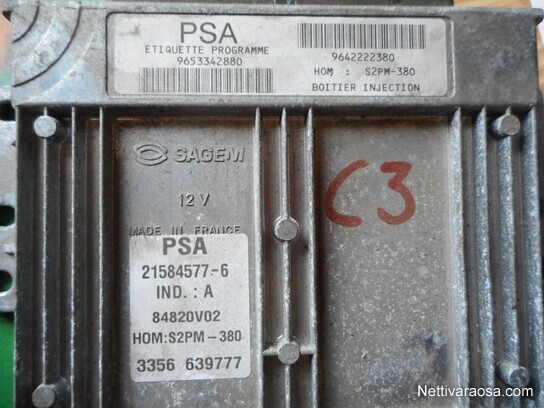 PSA
ETIQUETTE PROGRAMME
9653342880
9642222380
HOM : S2PM-380
BOITIER INJECTION
SAGEM
12 V
MADE IN FRANCE
C3
PSA
21584577-6
IND. : A
84820V02
HOM:S2PM-380
3356 639777
Nettivaraosa.com